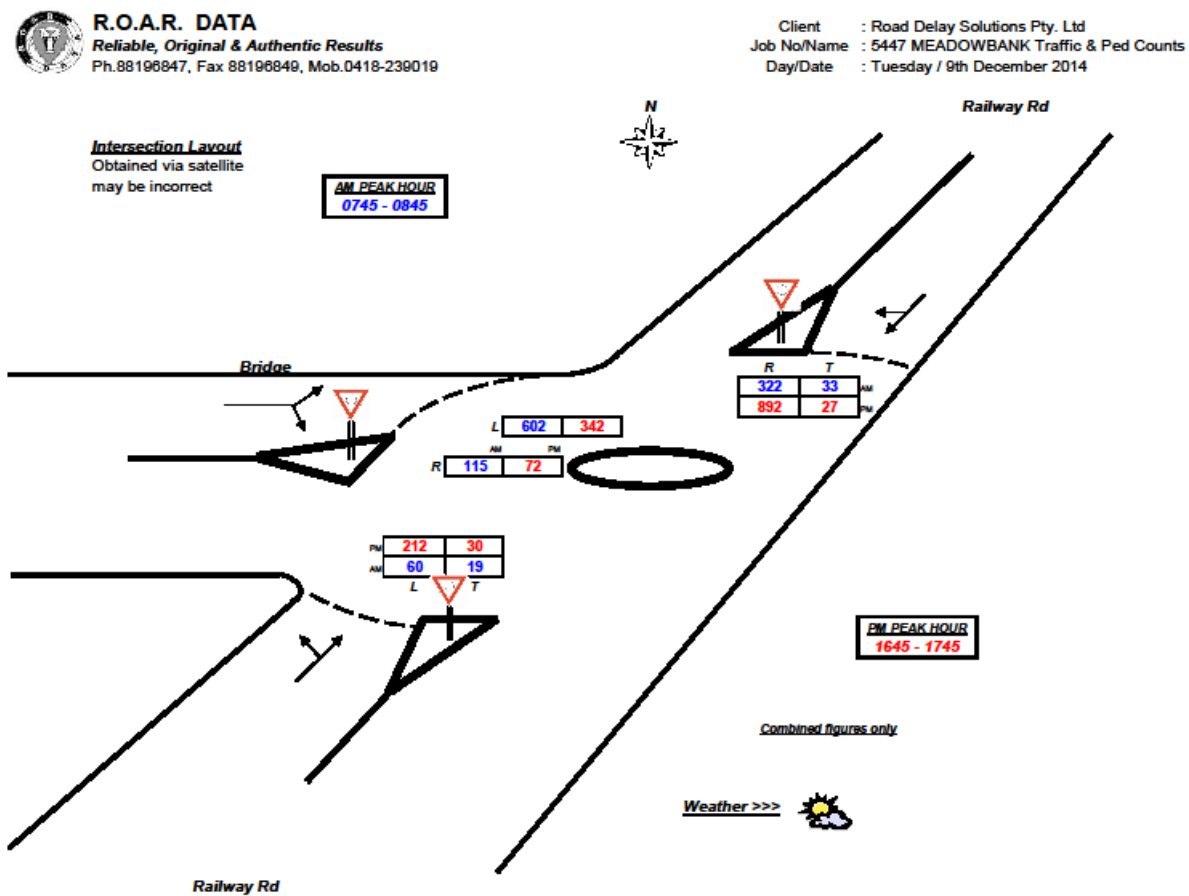 R.O.A.R. DATA
Reliable, Original & Authentic Results
Ph.88196847, Fax 88196849, Mob.0418-239019
Client : Road Delay Solutions Pty. Ltd
Job No/Name : 5447 MEADOWBANK Traffic & Ped Counts
Day/Date : Tuesday / 9th December 2014
N
Railway Rd
Intersection Layout
Obtained via satellite
may be incorrect
AM PEAK HOUR
0745 - 0845
Bridge
R T
322 33 AM
892 27 PM
L 602 342
AM PM
R 115 72
PM 212 30
AM 60 19
L T
PM PEAK HOUR
1645 - 1745
Combined figures only
Weather >>>
Railway Rd